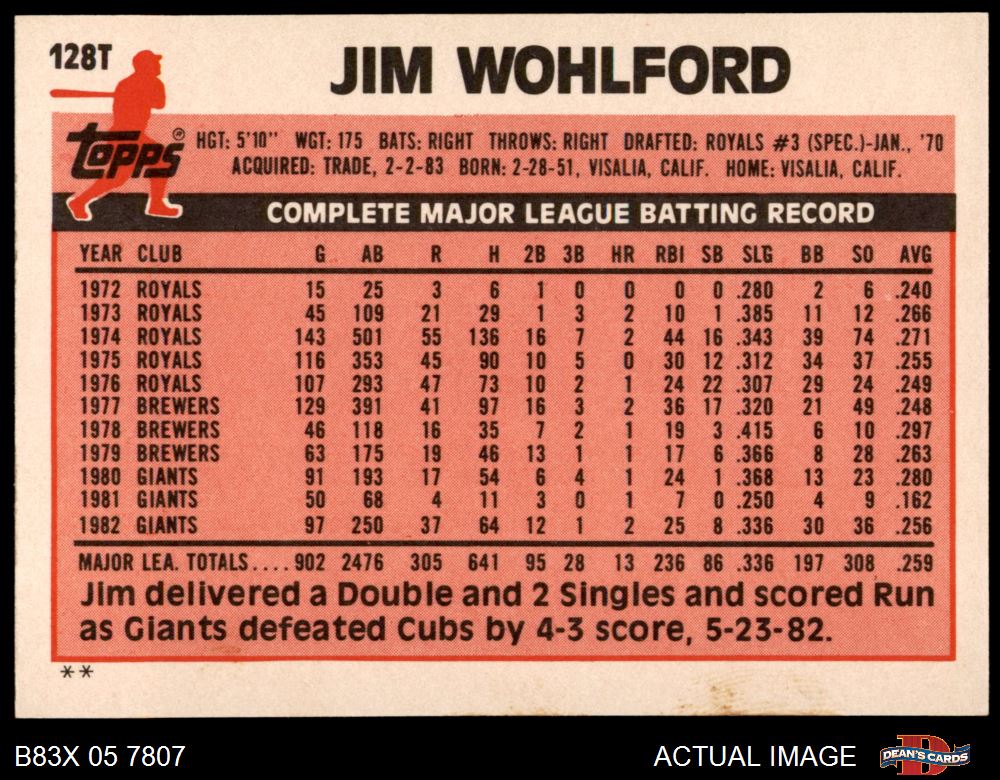 128T
JIM WOHLFORD
topps ®
HGT: 5'10" WGT: 175 BATS: RIGHT THROWS: RIGHT DRAFTED: ROYALS #3 (SPEC.)-JAN., '70
ACQUIRED: TRADE, 2-2-83 BORN: 2-28-51, VISALIA, CALIF. HOME: VISALIA, CALIF.
COMPLETE MAJOR LEAGUE BATTING RECORD
YEAR CLUB G AB R H 2B 3B HR RBI SB SLG BB SO AVG
1972 ROYALS 15 25 3 6 1 0 0 0 0 .280 2 6 .240
1973 ROYALS 45 109 21 29 1 3 2 10 1 .385 11 12 .266
1974 ROYALS 143 501 55 136 16 7 2 44 16 .343 39 74 .271
1975 ROYALS 116 353 45 90 10 5 0 30 12 .312 34 37 .255
1976 ROYALS 107 293 47 73 10 2 1 24 22 .307 29 24 .249
1977 BREWERS 129 391 41 97 16 3 2 36 17 .320 21 49 .248
1978 BREWERS 46 118 16 35 7 2 1 19 3 .415 6 10 .297
1979 BREWERS 63 175 19 46 13 1 1 17 6 .366 8 28 .263
1980 GIANTS 91 193 17 54 6 4 1 24 1 .368 13 23 .280
1981 GIANTS 50 68 4 11 3 0 1 7 0 .250 4 9 .162
1982 GIANTS 97 250 37 64 12 1 2 25 8 .336 30 36 .256
MAJOR LEA. TOTALS.... 902 2476 305 641 95 28 13 236 86 .336 197 308 .259
Jim delivered a Double and 2 Singles and scored Run
as Giants defeated Cubs by 4-3 score, 5-23-82.
**
B83X 05 7807 ACTUAL IMAGE DEAN'S CARDS